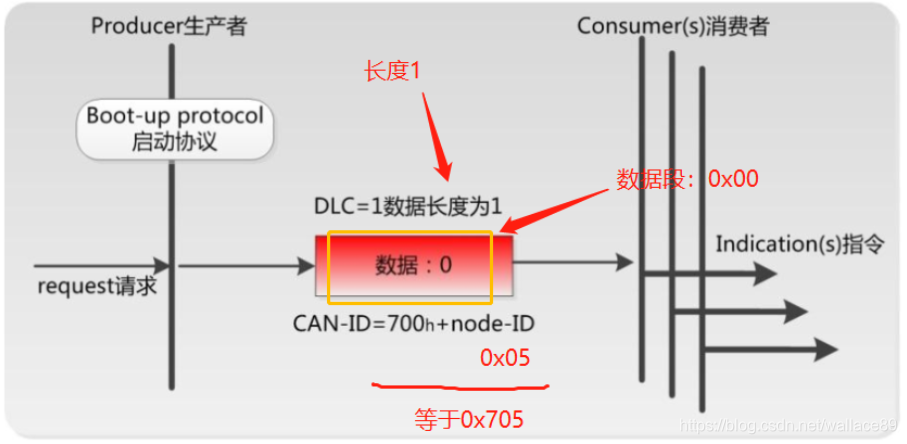 Producer生产者
Consumer(s)消费者
长度1
Boot-up protocol
启动协议
数据段：0x00
DLC=1数据长度为1
Indication(s)指令
数据：0
request请求
CAN-ID=700h+node-ID
0x05
等于0x705
https://blog.csdn.net/wallace89